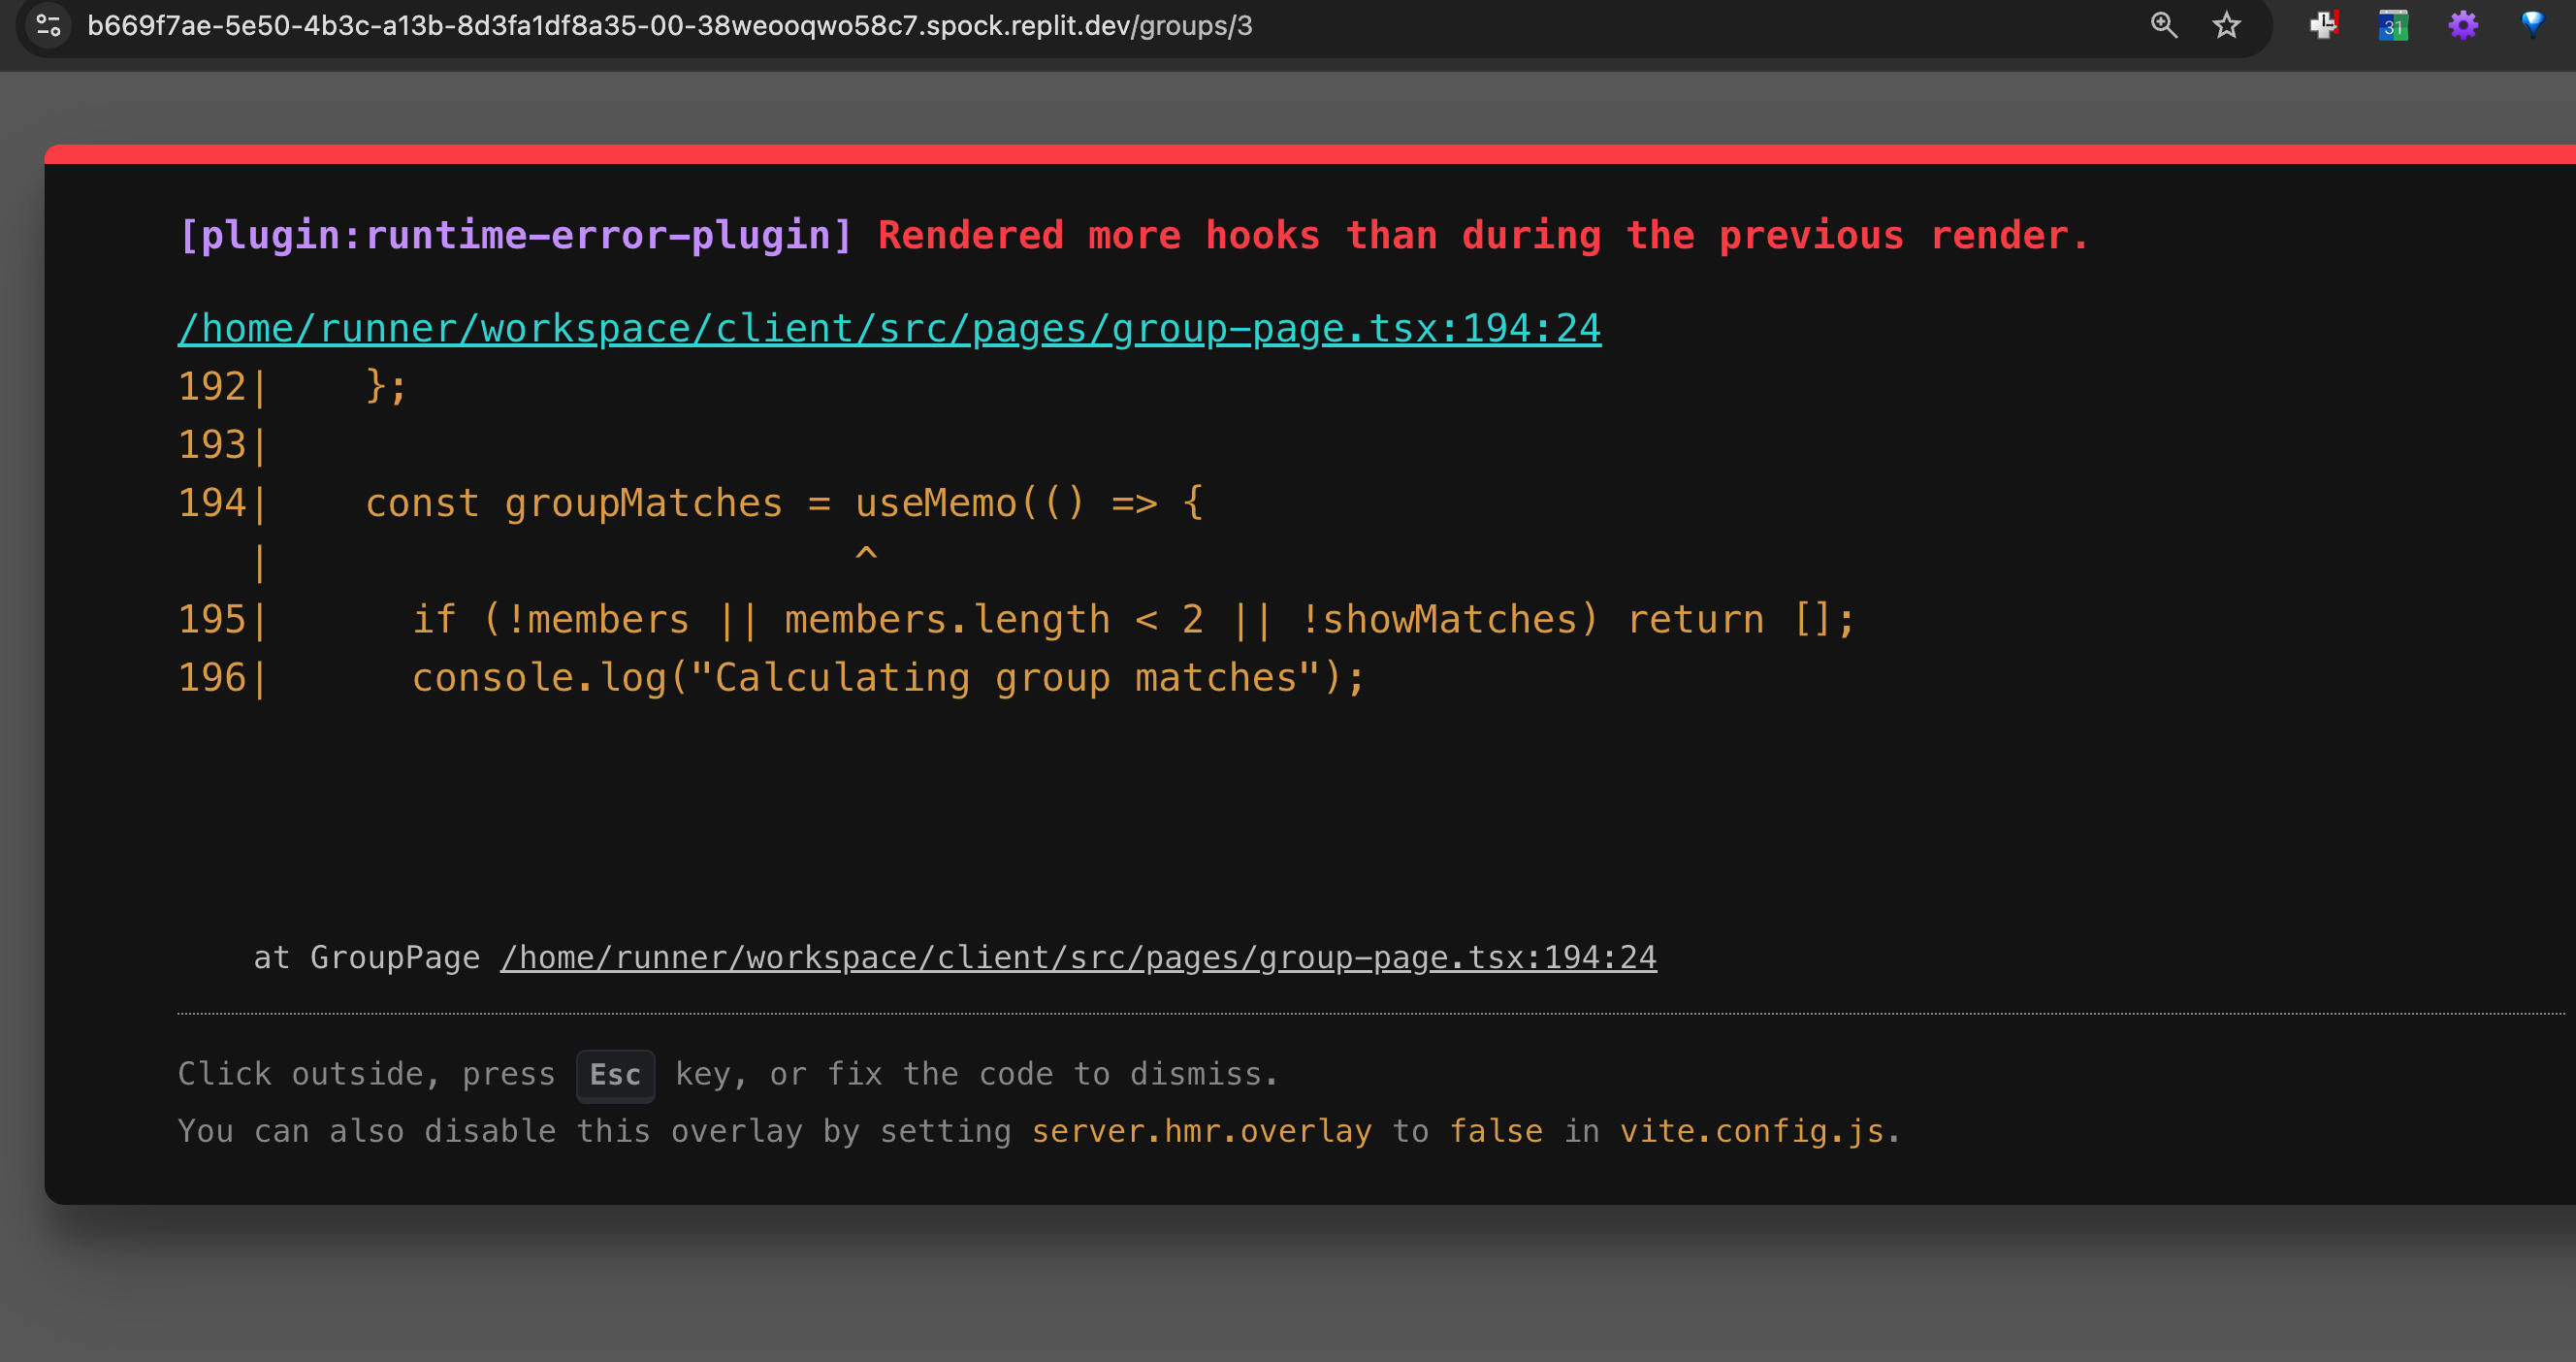 b669f7ae-5e50-4b3c-a13b-8d3fa1df8a35-00-38weooqwo58c7.spock.replit.dev/groups/3
31
[plugin:runtime-error-plugin] Rendered more hooks than during the previous render.
/home/runner/workspace/client/src/pages/group-page.tsx:194:24
192|    };
193|
194|    const groupMatches = useMemo(() => {
   |                         ^
195|      if (!members || members.length < 2 || !showMatches) return [];
196|      console.log("Calculating group matches");
at GroupPage /home/runner/workspace/client/src/pages/group-page.tsx:194:24
Click outside, press Esc key, or fix the code to dismiss.
You can also disable this overlay by setting server.hmr.overlay to false in vite.config.js.